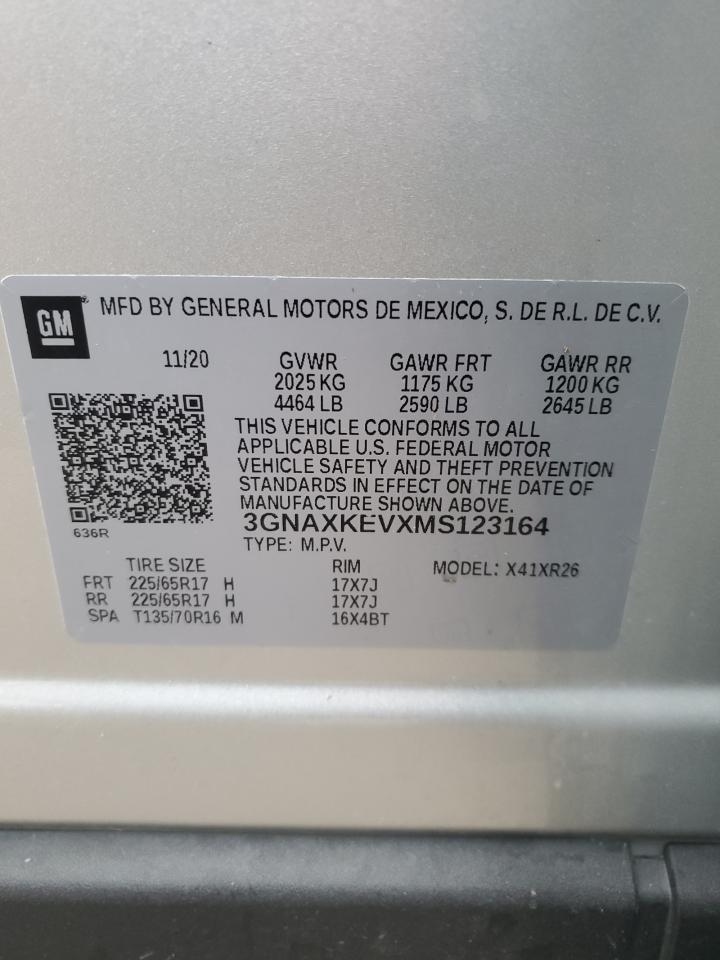 GM® MFD BY GENERAL MOTORS DE MEXICO, S. DE R.L. DE C.V.
11/20 GVWR GAWR FRT GAWR RR
2025 KG 1175 KG 1200 KG
4464 LB 2590 LB 2645 LB
THIS VEHICLE CONFORMS TO ALL
APPLICABLE U.S. FEDERAL MOTOR
VEHICLE SAFETY AND THEFT PREVENTION
STANDARDS IN EFFECT ON THE DATE OF
MANUFACTURE SHOWN ABOVE.
3GNAXKEVXMS123164
636R
TYPE: M.P.V.
TIRE SIZE RIM MODEL: X41XR26
FRT 225/65R17 H 17X7J
RR 225/65R17 H 17X7J
SPA T135/70R16 M 16X4BT